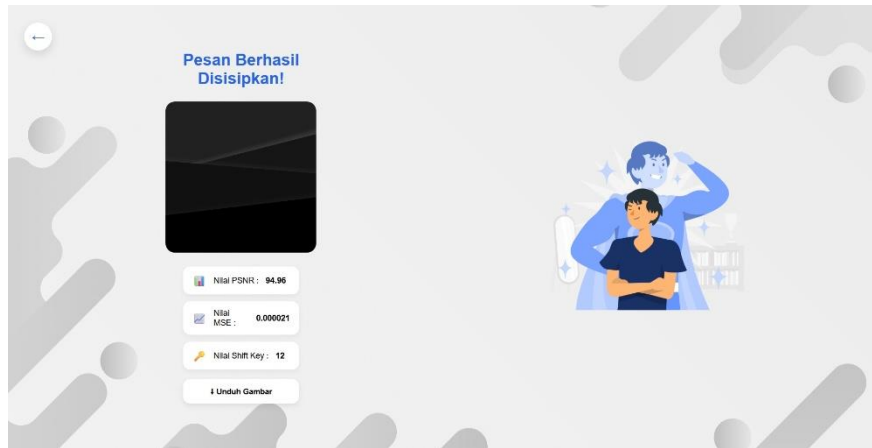 ←
Pesan Berhasil
Disisipkan!
Nilai PSNR : 94.96
Nilai
MSE : 0.000021
Nilai Shift Key : 12
⭳ Unduh Gambar